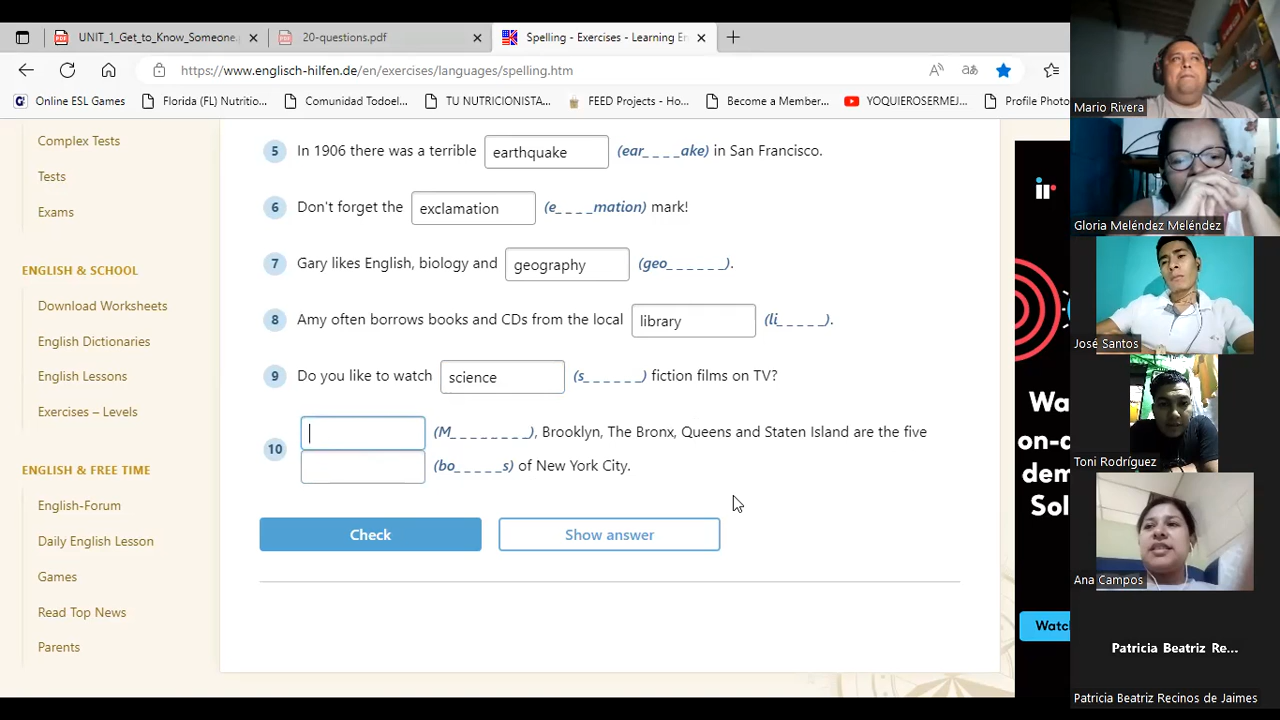 UNIT_1_Get_to_Know_Someone.
20-questions.pdf
Spelling - Exercises - Learning En
https://www.englisch-hilfen.de/en/exercises/languages/spelling.htm
Online ESL Games
Florida (FL) Nutritio...
Comunidad Todoel...
TU NUTRICIONISTA...
FEED Projects - Ho...
Become a Member...
YOQUIEROSERMEJ...
Profile Photo
Complex Tests
Tests
Exams
ENGLISH & SCHOOL
Download Worksheets
English Dictionaries
English Lessons
Exercises – Levels
ENGLISH & FREE TIME
English-Forum
Daily English Lesson
Games
Read Top News
Parents
5 In 1906 there was a terrible earthquake (ear_ _ _ _ake) in San Francisco.
6 Don't forget the exclamation (e_ _ _ _mation) mark!
7 Gary likes English, biology and geography (geo_ _ _ _ _ _).
8 Amy often borrows books and CDs from the local library (li_ _ _ _ _).
9 Do you like to watch science (s_ _ _ _ _ _) fiction films on TV?
10 (M_ _ _ _ _ _ _ _), Brooklyn, The Bronx, Queens and Staten Island are the five
(bo_ _ _ _ _s) of New York City.
Check
Show answer
ir
Wa
on-d
dem
So
Watc
Mario Rivera
Gloria Meléndez Meléndez
José Santos
Toni Rodríguez
Ana Campos
Patricia Beatriz Re...
Patricia Beatriz Recinos de Jaimes